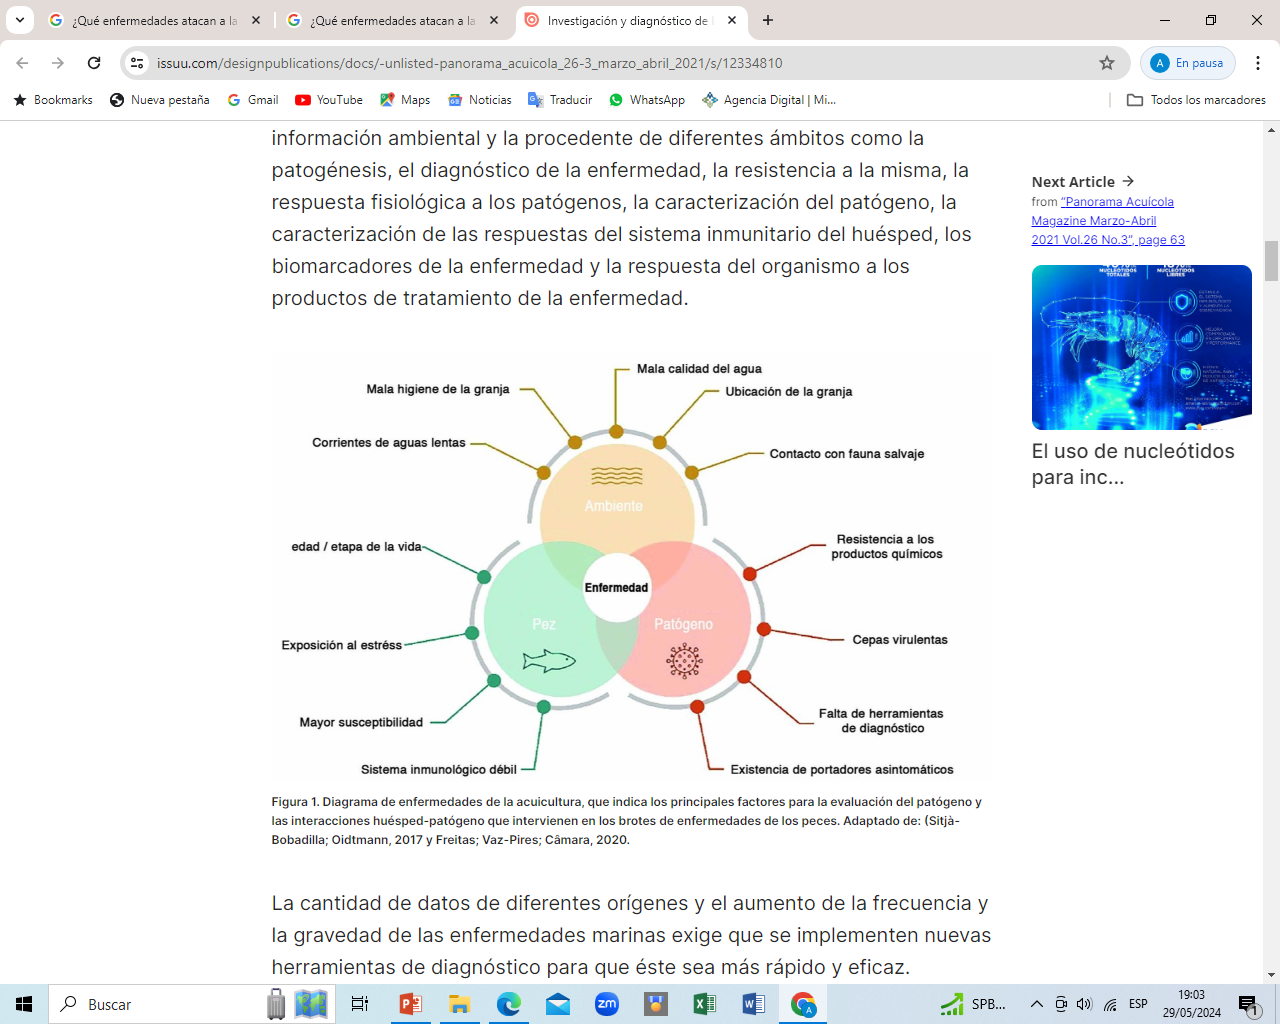 ¿Qué enfermedades atacan a la
¿Qué enfermedades atacan a la
Investigación y diagnóstico de l
issuu.com/designpublications/docs/-unlisted-panorama_acuicola_26-3_marzo_abril_2021/s/12334810
A En pausa
Bookmarks Nueva pestaña Gmail YouTube Maps Noticias Traducir WhatsApp Agencia Digital | Mi... Todos los marcadores
información ambiental y la procedente de diferentes ámbitos como la
patogénesis, el diagnóstico de la enfermedad, la resistencia a la misma, la
respuesta fisiológica a los patógenos, la caracterización del patógeno, la
caracterización de las respuestas del sistema inmunitario del huésped, los
biomarcadores de la enfermedad y la respuesta del organismo a los
productos de tratamiento de la enfermedad.
Next Article →
from “Panorama Acuícola
Magazine Marzo-Abril
2021 Vol.26 No.3”, page 63
NUCLEÓTIDOS
TOTALES
NUCLEÓTIDOS
LIBRES
El uso de nucleótidos
para inc...
Mala calidad del agua
Mala higiene de la granja
Ubicación de la granja
Corrientes de aguas lentas
Contacto con fauna salvaje
Ambiente
edad / etapa de la vida
Resistencia a los
productos químicos
Enfermedad
Pez
Patógeno
Exposición al estréss
Cepas virulentas
Mayor susceptibilidad
Falta de herramientas
de diagnóstico
Sistema inmunológico débil
Existencia de portadores asintomáticos
Figura 1. Diagrama de enfermedades de la acuicultura, que indica los principales factores para la evaluación del patógeno y
las interacciones huésped-patógeno que intervienen en los brotes de enfermedades de los peces. Adaptado de: (Sitjà-
Bobadilla; Oidtmann, 2017 y Freitas; Vaz-Pires; Câmara, 2020.
La cantidad de datos de diferentes orígenes y el aumento de la frecuencia y
la gravedad de las enfermedades marinas exige que se implementen nuevas
herramientas de diagnóstico para que éste sea más rápido y eficaz.
Buscar
SPB...
ESP
19:03
29/05/2024
1